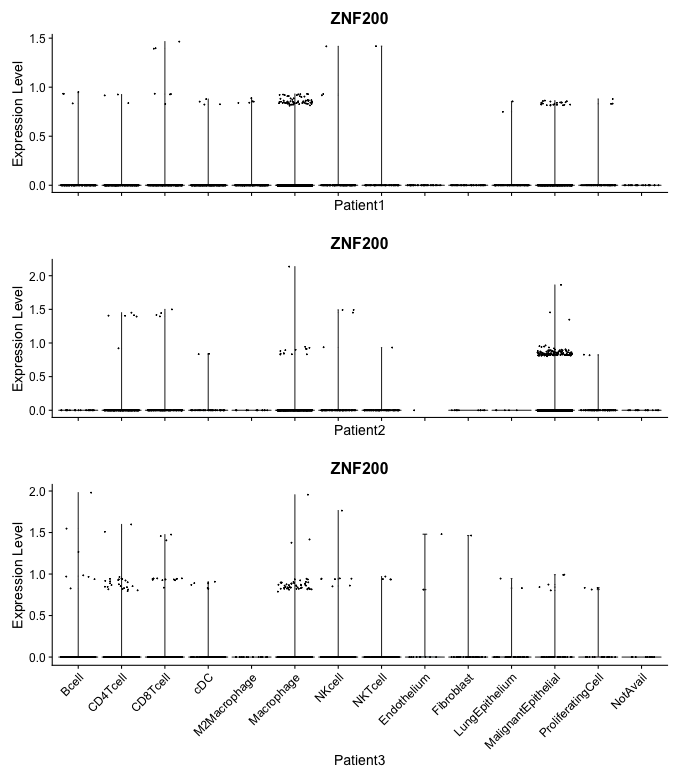 ZNF200
Expression Level
1.5
1.0
0.5
0.0
Patient1
ZNF200
Expression Level
2.0
1.5
1.0
0.5
0.0
Patient2
ZNF200
Expression Level
2.0
1.5
1.0
0.5
0.0
Bcell
CD4Tcell
CD8Tcell
cDC
M2Macrophage
Macrophage
NKcell
NKTcell
Endothelium
Fibroblast
LungEpithelium
MalignantEpithelial
ProliferatingCell
NotAvail
Patient3